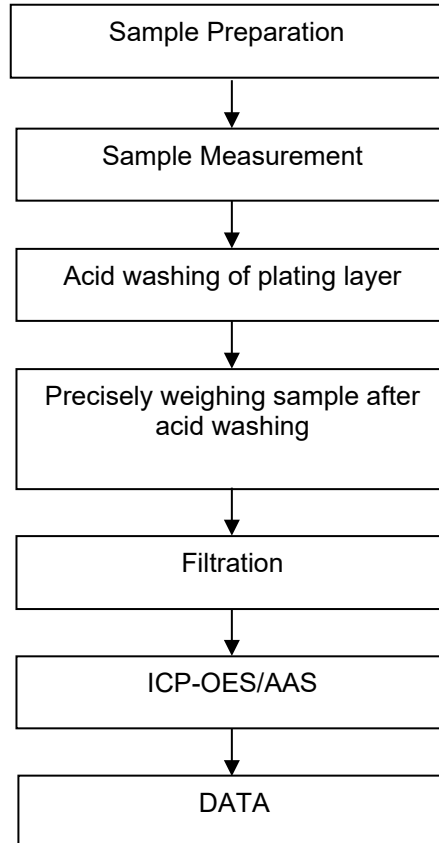 Sample Preparation
Sample Measurement
Acid washing of plating layer
Precisely weighing sample after
acid washing
Filtration
ICP-OES/AAS
DATA